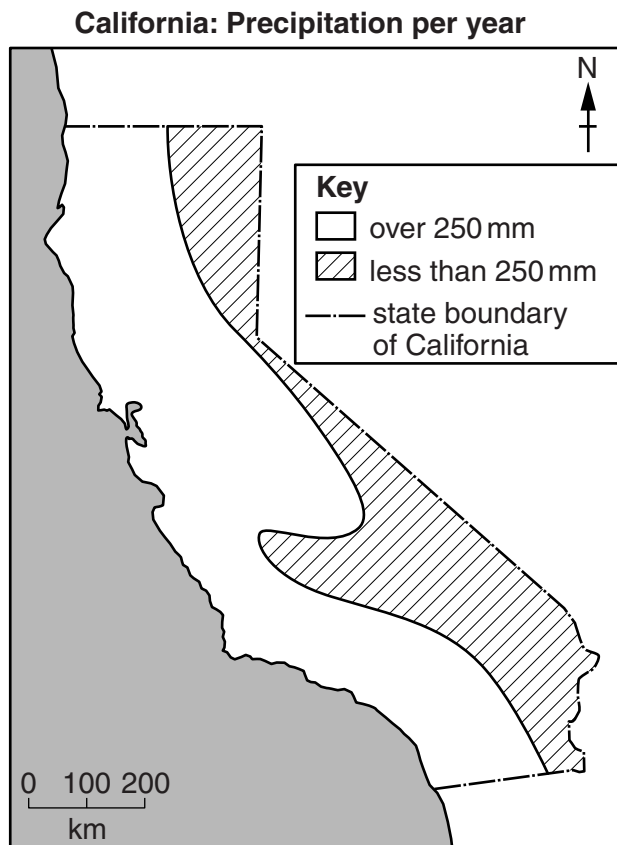 California: Precipitation per year
N
Key
over 250 mm
less than 250 mm
state boundary
of California
0 100 200
km